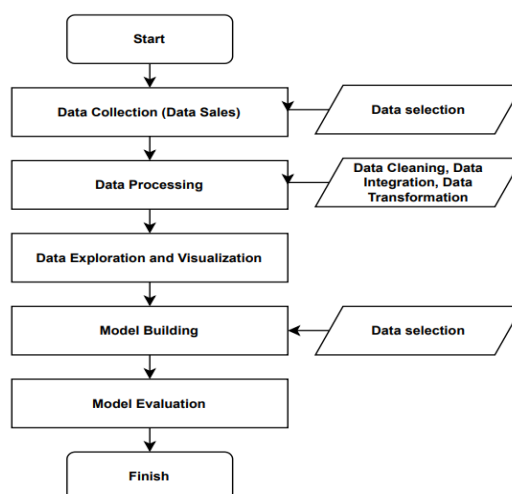 Start
Data Collection (Data Sales)
Data selection
Data Processing
Data Cleaning, Data
Integration, Data
Transformation
Data Exploration and Visualization
Model Building
Data selection
Model Evaluation
Finish